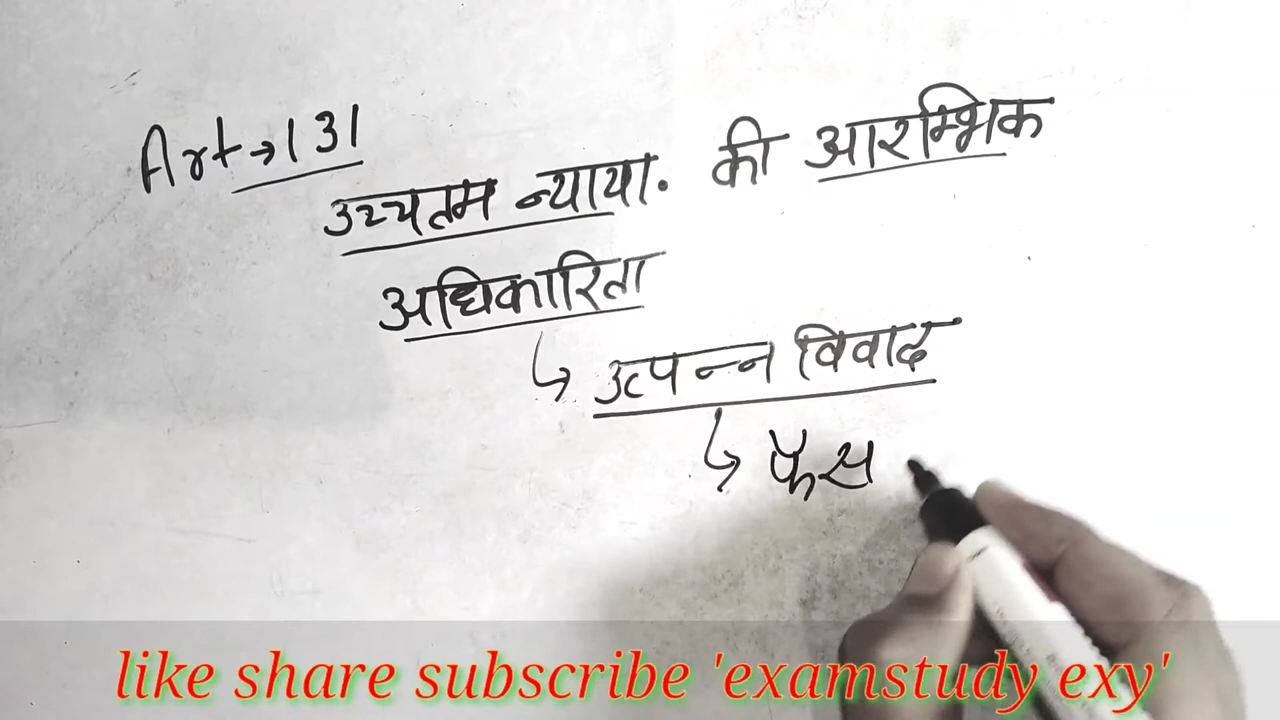 Art→131
उच्चतम न्याया. की आरम्भिक
अधिकारिता
↳ उत्पन्न विवाद
↳ फैस
like share subscribe 'examstudy exy'